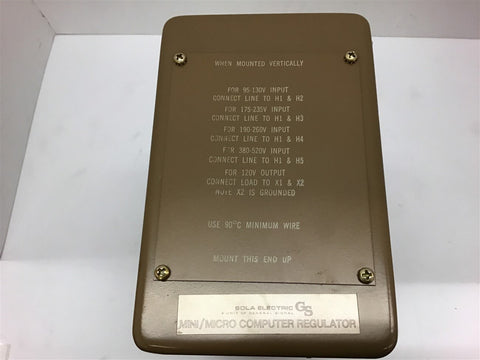 WHEN MOUNTED VERTICALLY
FOR 95-130V INPUT
CONNECT LINE TO H1 & H2
FOR 175-235V INPUT
CONNECT LINE TO H1 & H3
FOR 190-260V INPUT
CONNECT LINE TO H1 & H4
FOR 380-520V INPUT
CONNECT LINE TO H1 & H5
FOR 120V OUTPUT
CONNECT LOAD TO X1 & X2
NOTE X2 IS GROUNDED
USE 90°C MINIMUM WIRE
MOUNT THIS END UP
SOLA ELECTRIC GS
A UNIT OF GENERAL SIGNAL
MINI/MICRO COMPUTER REGULATOR